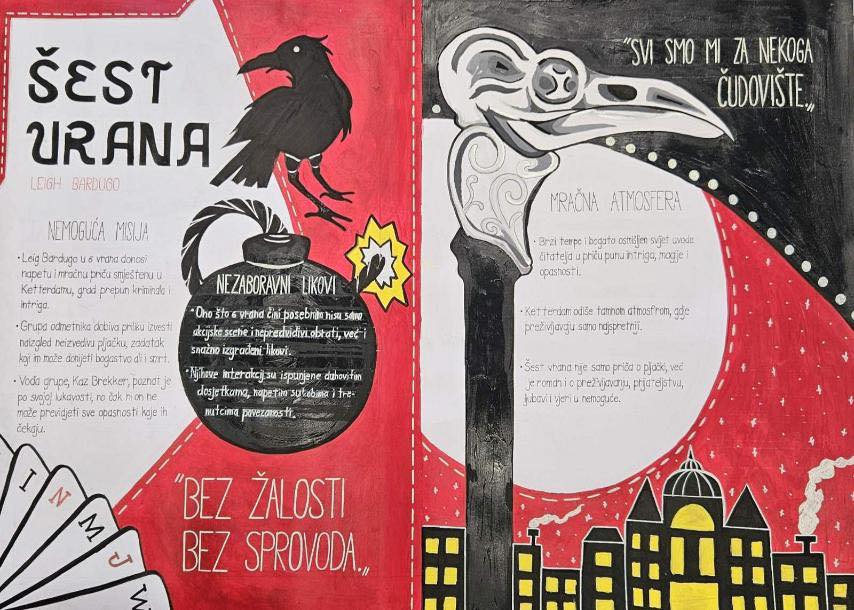 ŠEST
VRANA
LEIGH BARDUGO
NEMOGUĆA MISIJA
• Leig Bardugo u 6 vrana donosi
napetu i mračnu priču smještenu u
Ketterdamu, grad prepun kriminala i
intriga.
• Grupa odmetnika dobiva priliku izvesti
naizgled neizvedivu pljačku, zadatak
koji im može donijeti bogastvo ali i smrt.
• Vođa grupe, Kaz Brekker, poznat je
po svojoj lukavosti, no čak ni on ne
može previdjeti sve opasnosti koje ih
čekaju.
NEZABORAVNI LIKOVI
• Ono što 6 vrana čini posebnim nisu samo
akcijske scene i nepredvidivi obrati, već i
snažno izgrađeni likovi.
• Njihove interakcij su ispunjene duhovitim
dosjetkama, napetim sukobima i tre-
nutcima povezanosti.
I
N
M
J
W
"BEZ ŽALOSTI
BEZ SPROVODA.„
"SVI SMO MI ZA NEKOGA
ČUDOVIŠTE.„
MRAČNA ATMOSFERA
• Brzi tempo i bogato osmišljem svijet uvode
čitatelja u priču punu intriga, magije i
opasnosti.
• Ketterdam odiše tamnom atmosfrom, gdje
preživljavaju samo najspretniji.
• Šest vrana nije samo priča o pljački, već
je roman i o preživljavanju, prijateljstvu,
ljubavi i vjeri u nemoguće.